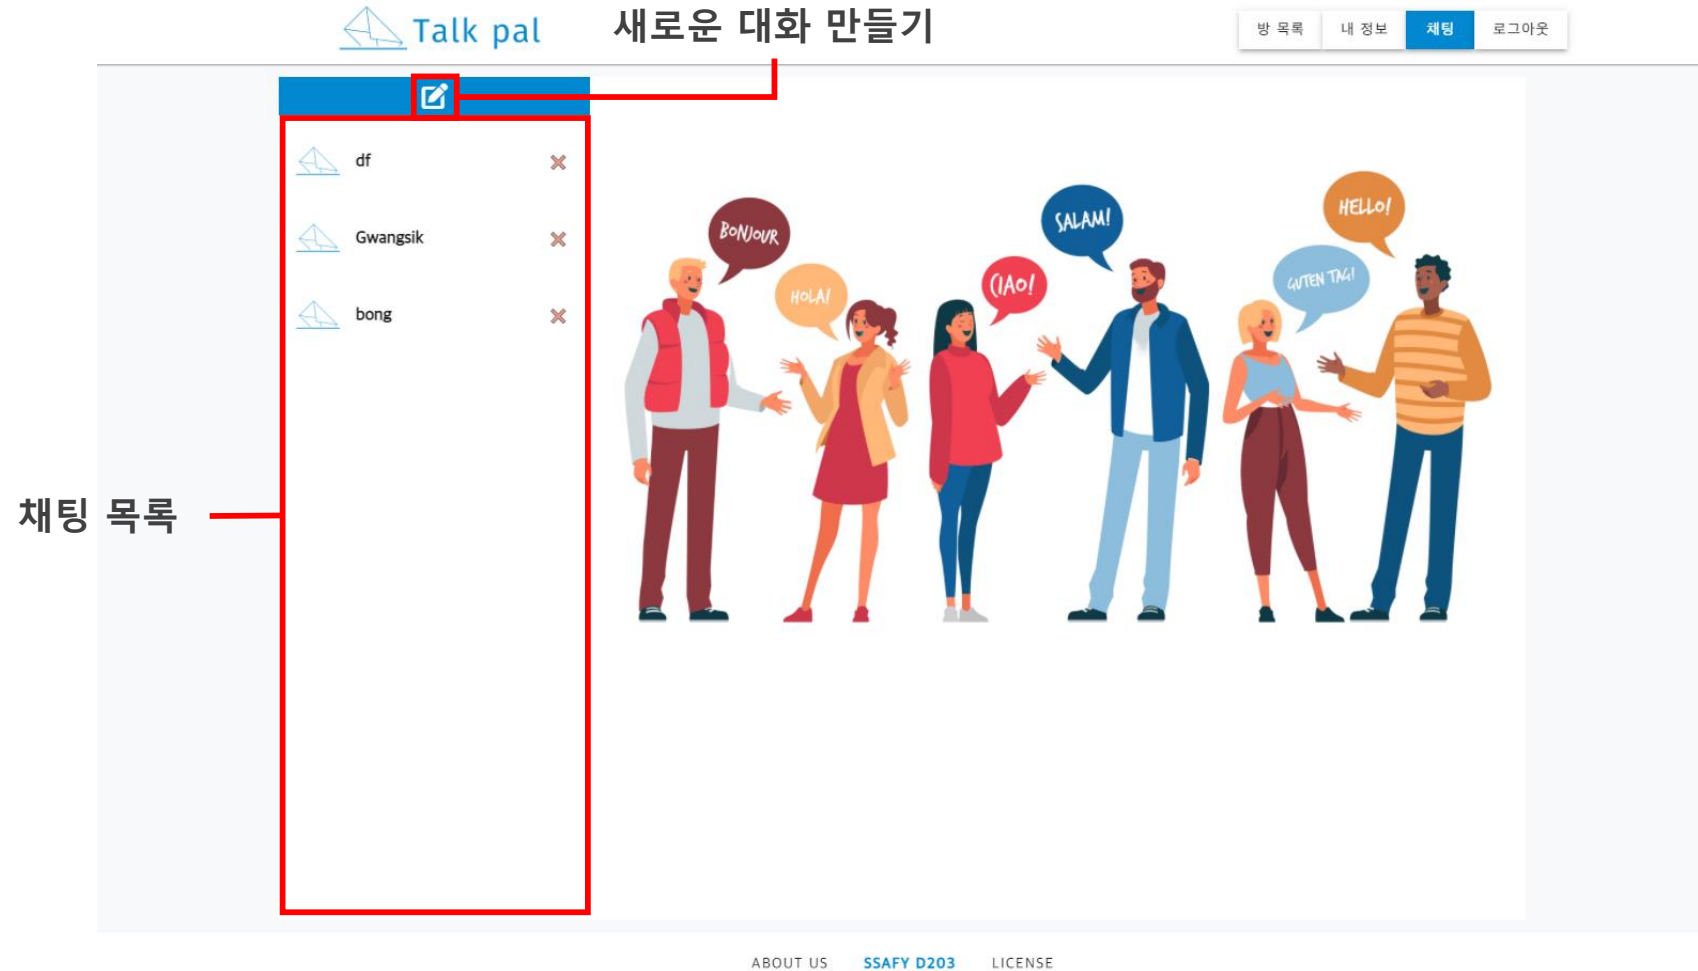 Talk pal
새로운 대화 만들기
방 목록
내 정보
채팅
로그아웃
df
Gwangsik
bong
채팅 목록
BONJOUR
HOLA!
CIAO!
SALAM!
GUTEN TAG!
HELLO!
ABOUT US
SSAFY D203
LICENSE